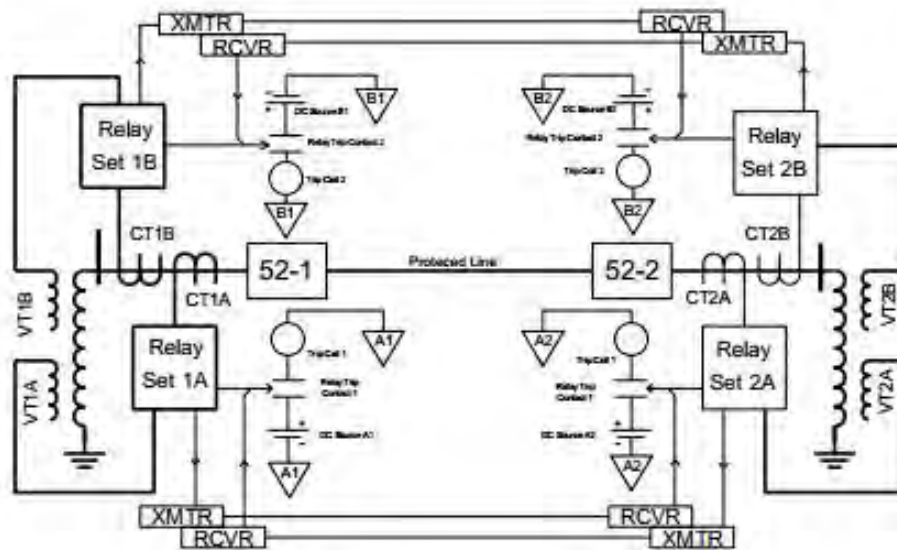 XMTR
RCVR
RCVR
XMTR
B1
DC Source B1
B2
DC Source B2
Relay
Set 1B
Relay Trip Contact 2
Relay Trip Contact 2
Relay
Set 2B
Trip Coil 2
Trip Coil 2
B1
B2
CT1B
CT2B
52-1
Proteced Line
52-2
CT1A
CT2A
VT1B
VT2B
Relay
Set 1A
A1
Trip Coil 1
A2
Trip Coil 1
Relay
Set 2A
Relay Trip
Contact 1
Relay Trip
Contact 1
VT1A
VT2A
DC Source A1
DC Source A2
A1
A2
XMTR
RCVR
RCVR
XMTR